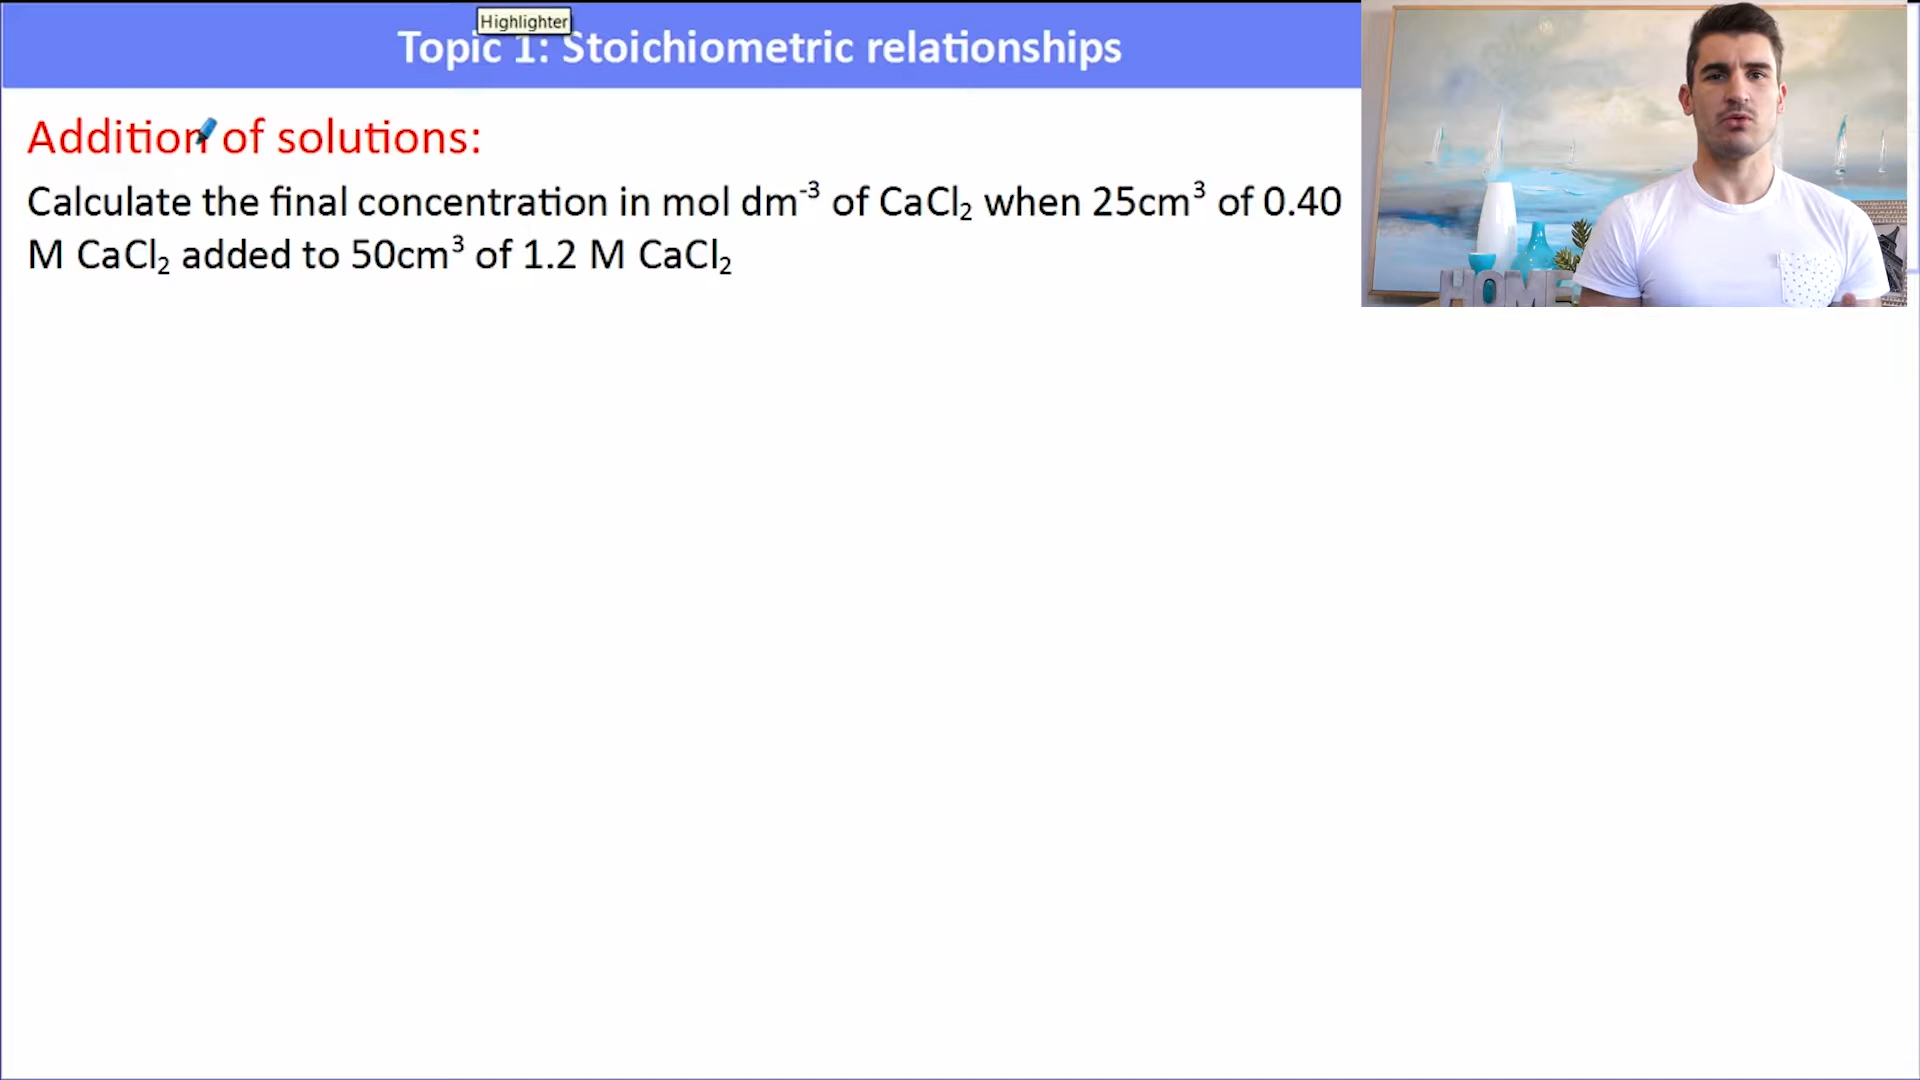 Highlighter
Topic 1: Stoichiometric relationships
Addition of solutions:
Calculate the final concentration in mol dm⁻³ of CaCl₂ when 25cm³ of 0.40
M CaCl₂ added to 50cm³ of 1.2 M CaCl₂
HOME